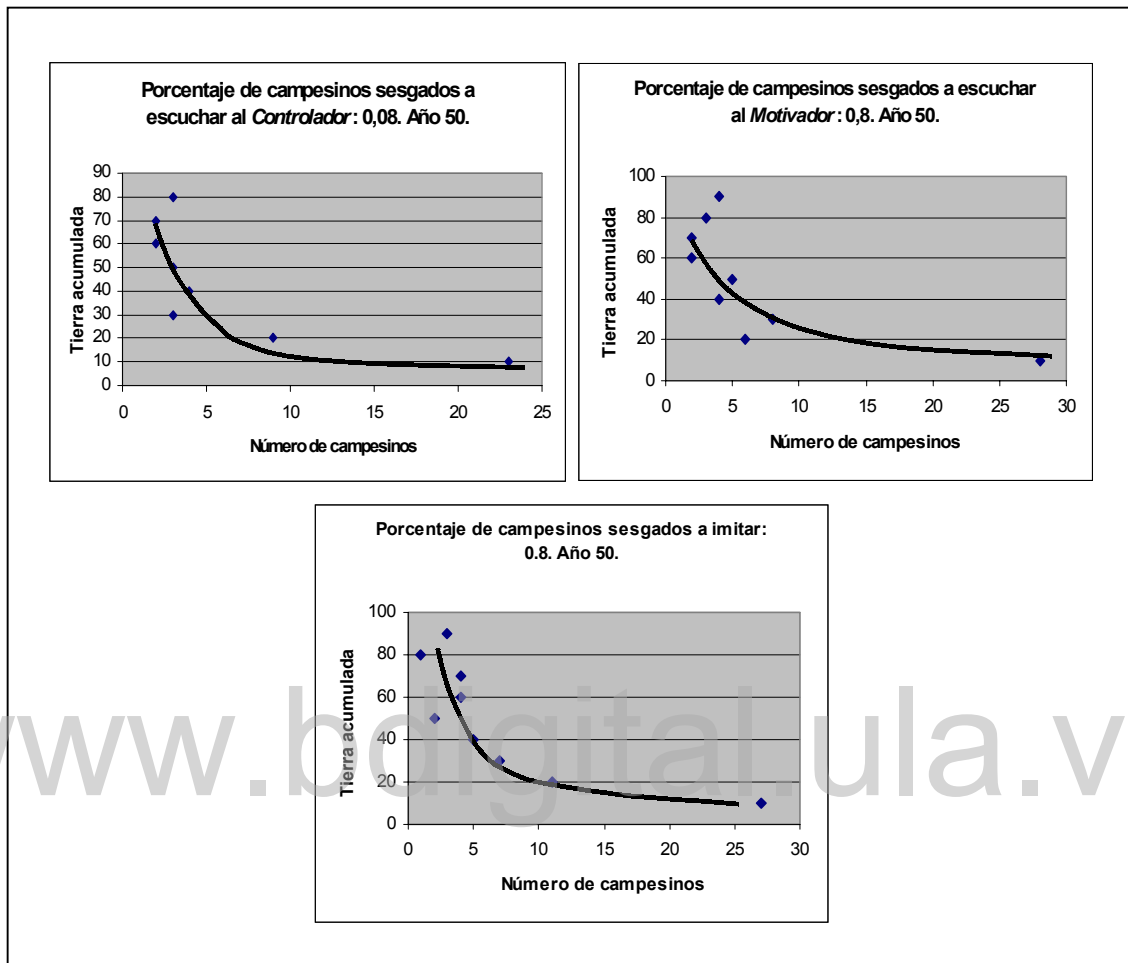 Porcentaje de campesinos sesgados a
escuchar al Controlador: 0,08. Año 50.
90
80
70
60
50
40
30
20
10
0
Tierra acumulada
0 5 10 15 20 25
Número de campesinos
Porcentaje de campesinos sesgados a escuchar
al Motivador: 0,8. Año 50.
100
80
60
40
20
0
Tierra acumulada
0 5 10 15 20 25 30
Número de campesinos
Porcentaje de campesinos sesgados a imitar:
0.8. Año 50.
100
80
60
40
20
0
Tierra acumulada
0 5 10 15 20 25 30
Número de campesinos
www.bdigital.ula.v